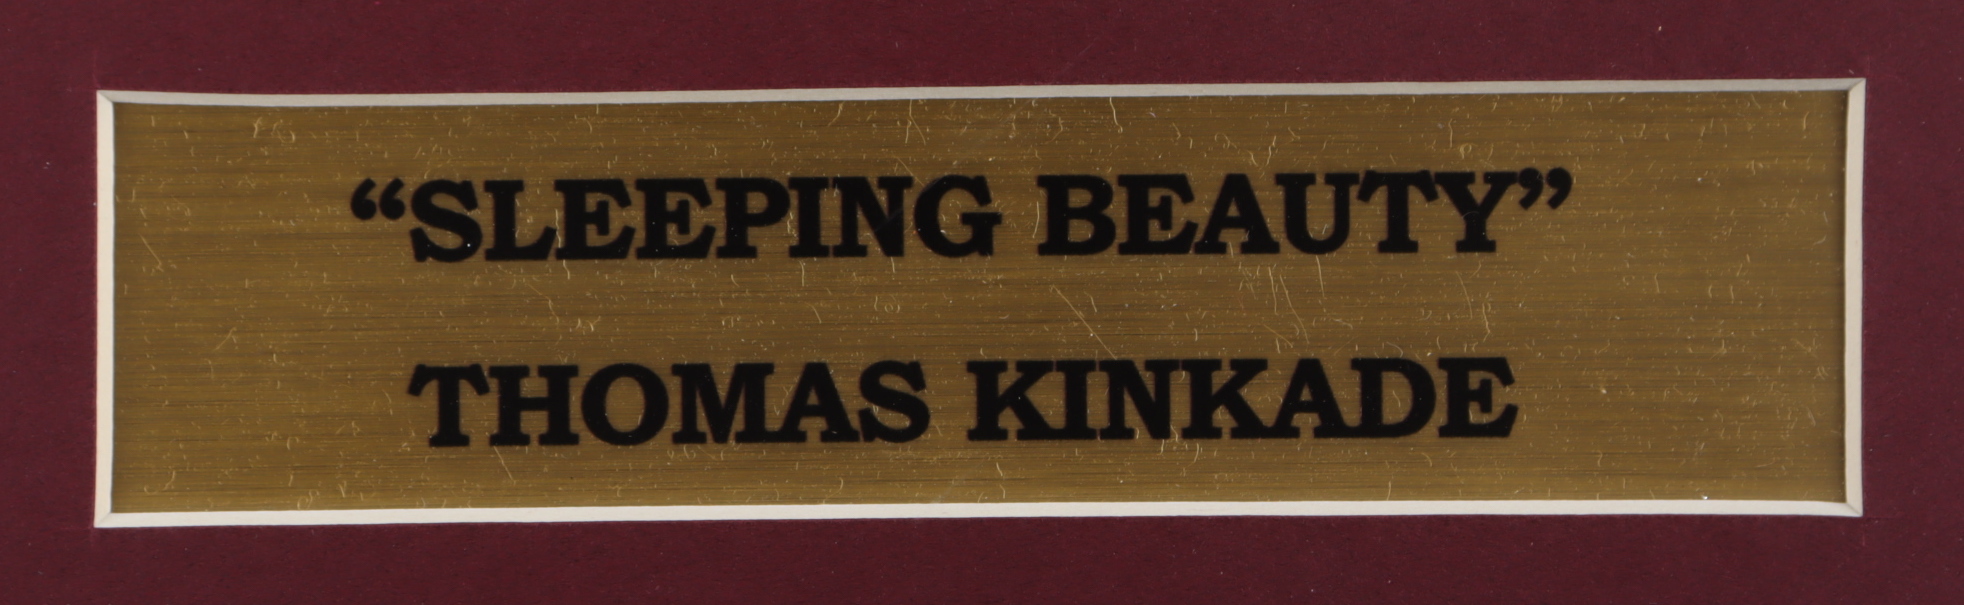 “SLEEPING BEAUTY”
THOMAS KINKADE